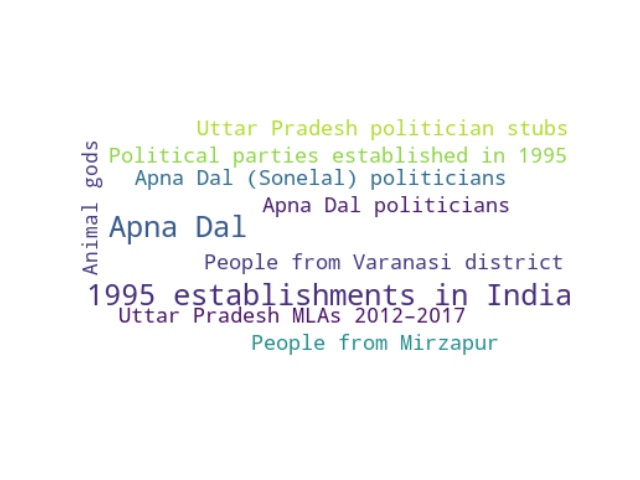 Uttar Pradesh politician stubs
Political parties established in 1995
Apna Dal (Sonelal) politicians
Apna Dal politicians
Apna Dal
People from Varanasi district
1995 establishments in India
Uttar Pradesh MLAs 2012–2017
People from Mirzapur
Animal gods